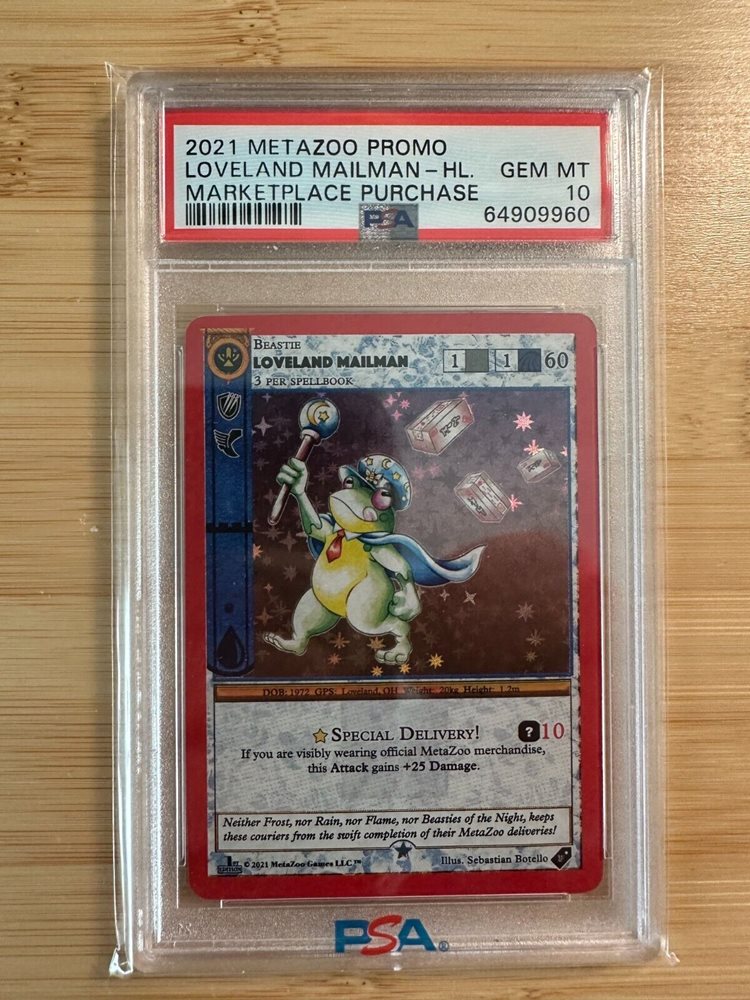 2021 METAZOO PROMO
LOVELAND MAILMAN-HL. GEM MT
MARKETPLACE PURCHASE 10
PSA 64909960
BEASTIE
LOVELAND MAILMAN 1 1 60
3 PER SPELLBOOK
DOB: 1972 GPS: Loveland, OH Weight: 20kg Height: 1.2m
SPECIAL DELIVERY! ? 10
If you are visibly wearing official MetaZoo merchandise,
this Attack gains +25 Damage.
Neither Frost, nor Rain, nor Flame, nor Beasties of the Night, keeps
these couriers from the swift completion of their MetaZoo deliveries!
1ST EDITION © 2021 MetaZoo Games LLC™ Illus. Sebastian Botello
PSA®